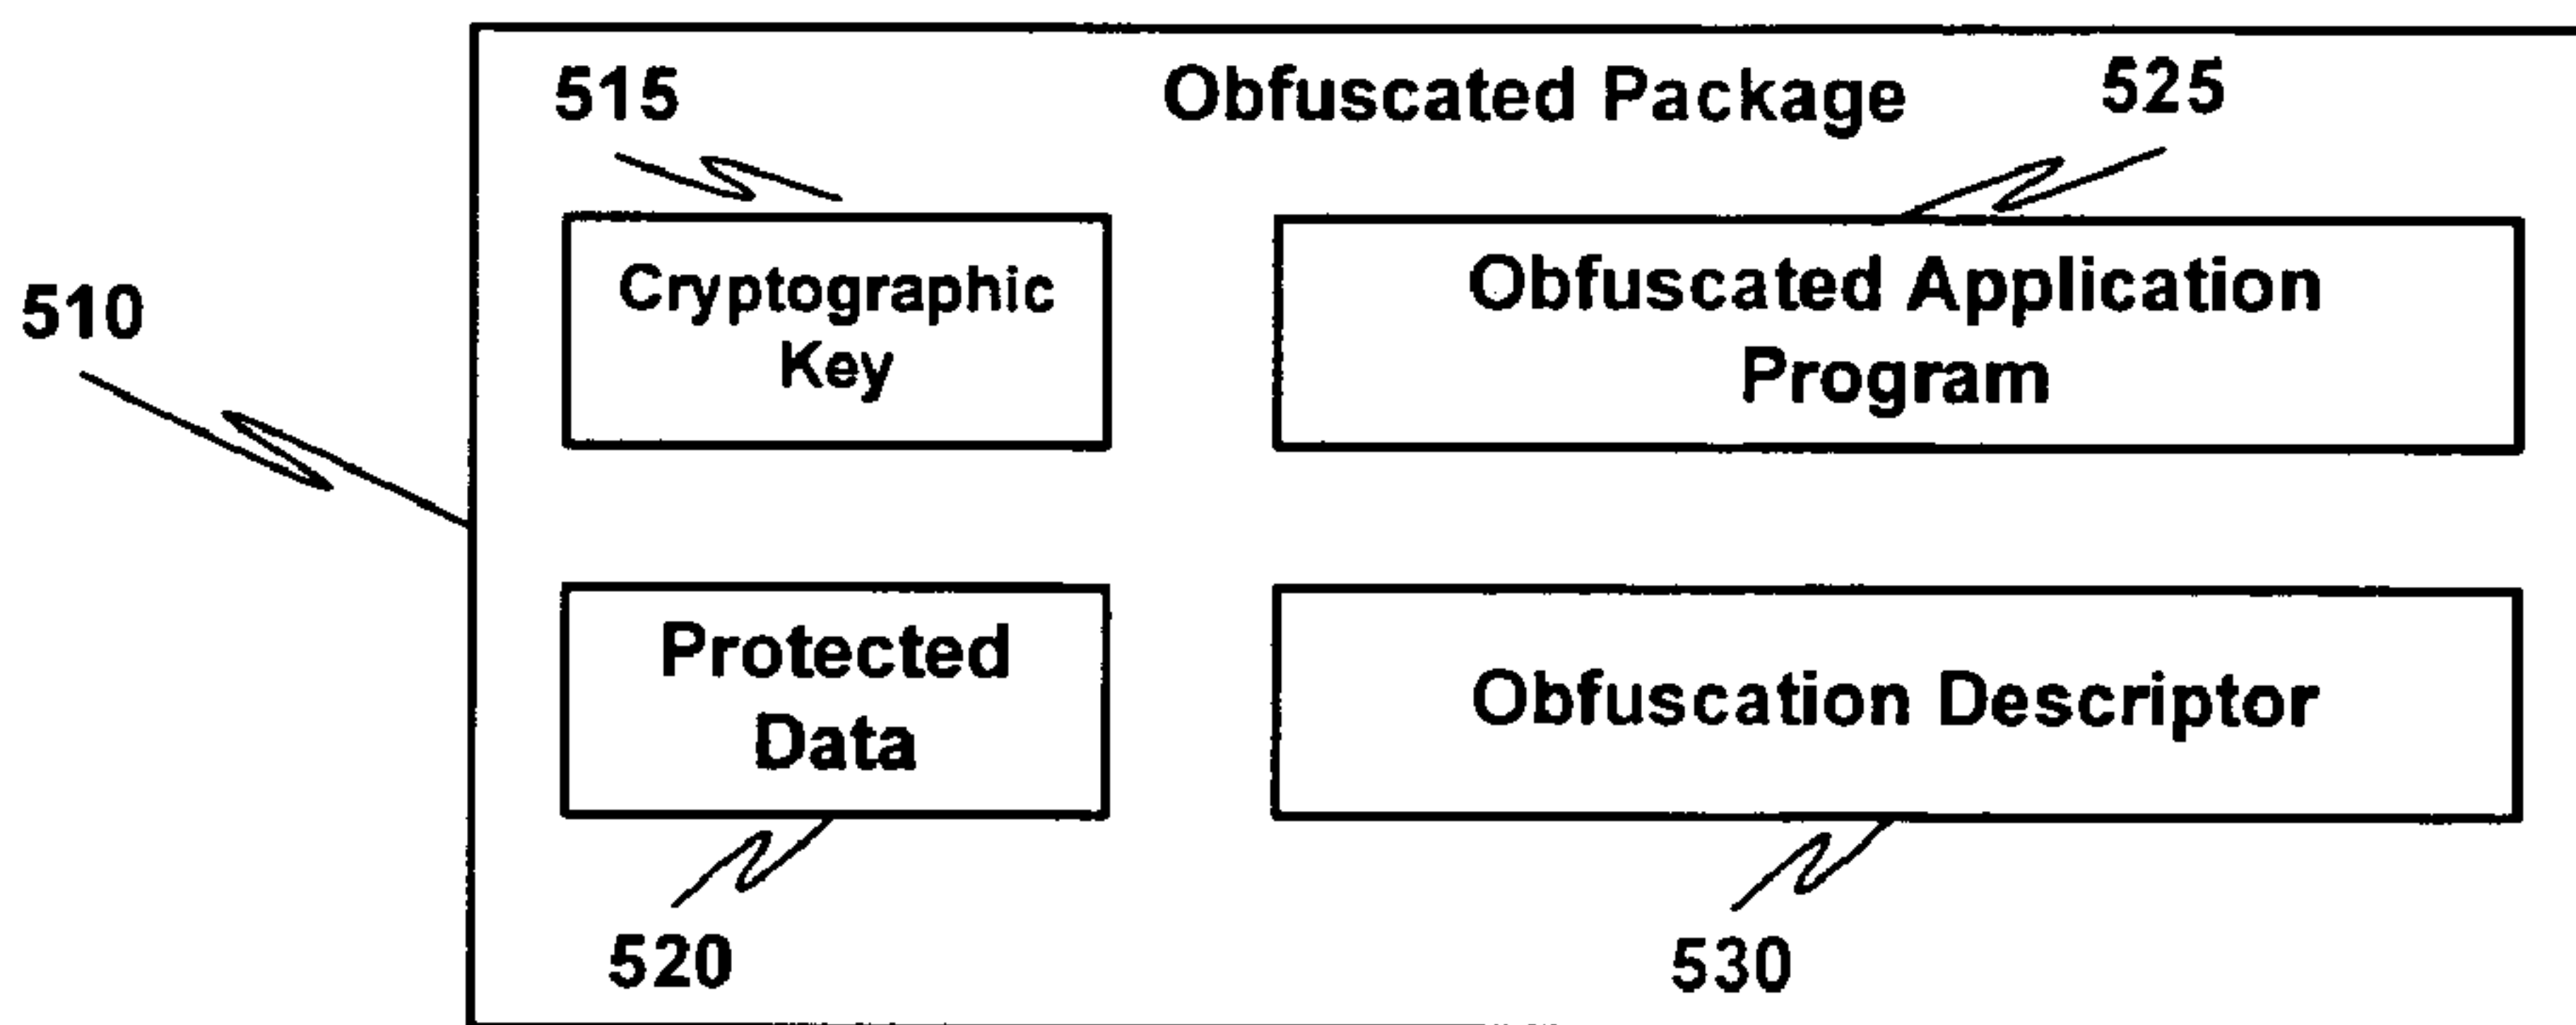 515
Obfuscated Package
525
510
Cryptographic
Key
Obfuscated Application
Program
Protected
Data
Obfuscation Descriptor
520
530